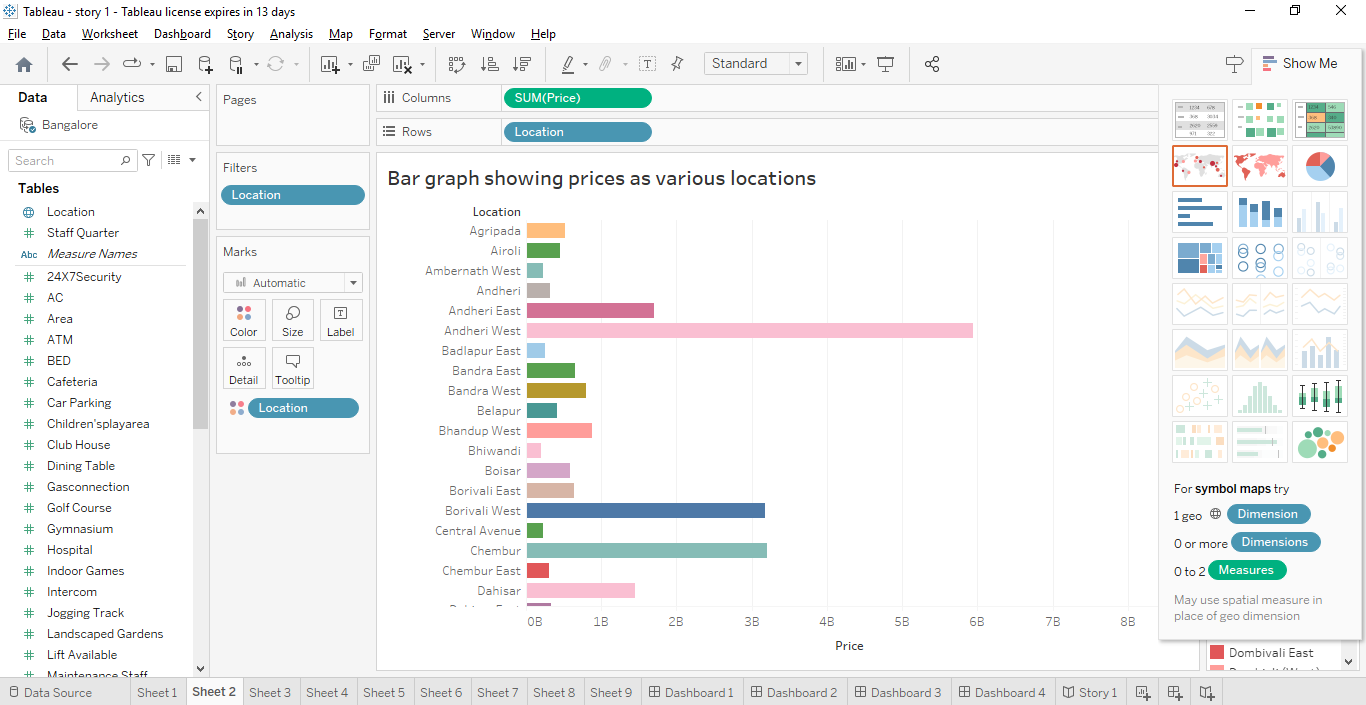 Tableau - story 1 - Tableau license expires in 13 days
File Data Worksheet Dashboard Story Analysis Map Format Server Window Help
Standard
Show Me
Data Analytics
Bangalore
Search
Tables
Location
Staff Quarter
Abc Measure Names
24X7Security
AC
Area
ATM
BED
Cafeteria
Car Parking
Children'splayarea
Club House
Dining Table
Gasconnection
Golf Course
Gymnasium
Hospital
Indoor Games
Intercom
Jogging Track
Landscaped Gardens
Lift Available
Maintenance Staff
Pages
Filters
Location
Marks
Automatic
Color Size Label
Detail Tooltip
Location
Columns SUM(Price)
Rows Location
Bar graph showing prices as various locations
Location
Agripada
Airoli
Ambernath West
Andheri
Andheri East
Andheri West
Badlapur East
Bandra East
Bandra West
Belapur
Bhandup West
Bhiwandi
Boisar
Borivali East
Borivali West
Central Avenue
Chembur
Chembur East
Dahisar
0B 1B 2B 3B 4B 5B 6B 7B 8B
Price
For symbol maps try
1 geo Dimension
0 or more Dimensions
0 to 2 Measures
May use spatial measure in
place of geo dimension
Dombivali East
Data Source Sheet 1 Sheet 2 Sheet 3 Sheet 4 Sheet 5 Sheet 6 Sheet 7 Sheet 8 Sheet 9 Dashboard 1 Dashboard 2 Dashboard 3 Dashboard 4 Story 1